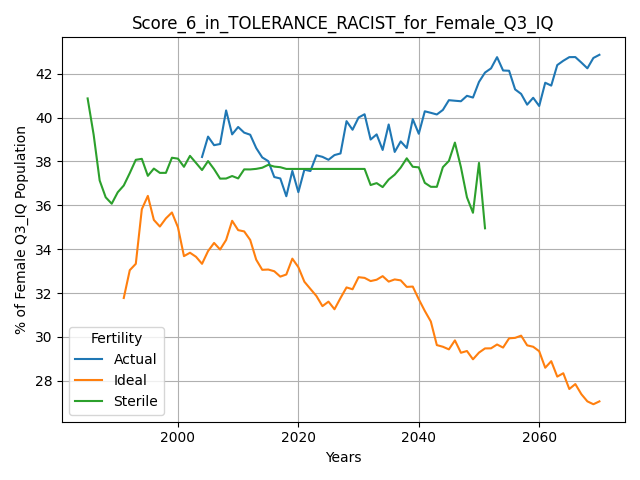 Score_6_in_TOLERANCE_RACIST_for_Female_Q3_IQ
% of Female Q3_IQ Population
42
40
38
36
34
32
30
28
Fertility
Actual
Ideal
Sterile
2000
2020
2040
2060
Years